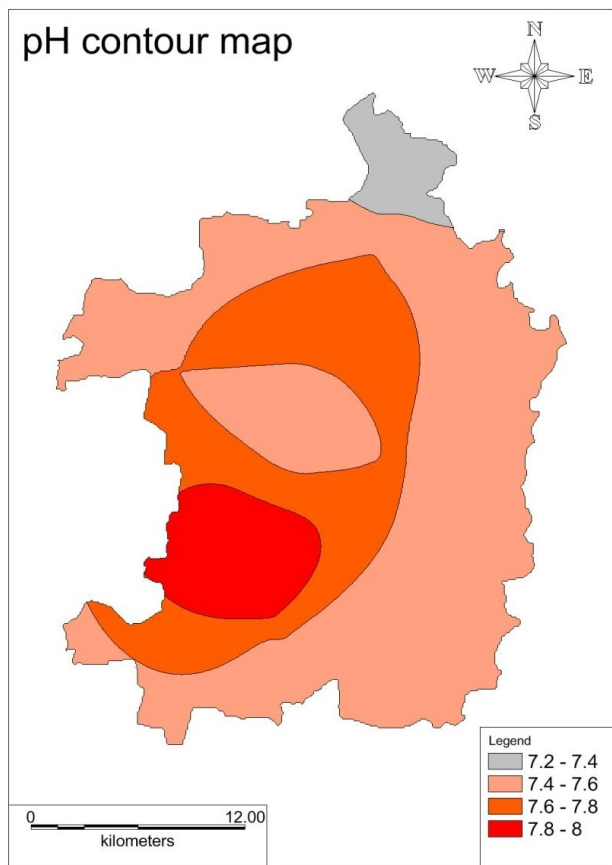 pH contour map
N
W E
S
Legend
7.2 - 7.4
7.4 - 7.6
7.6 - 7.8
7.8 - 8
0 12.00
kilometers